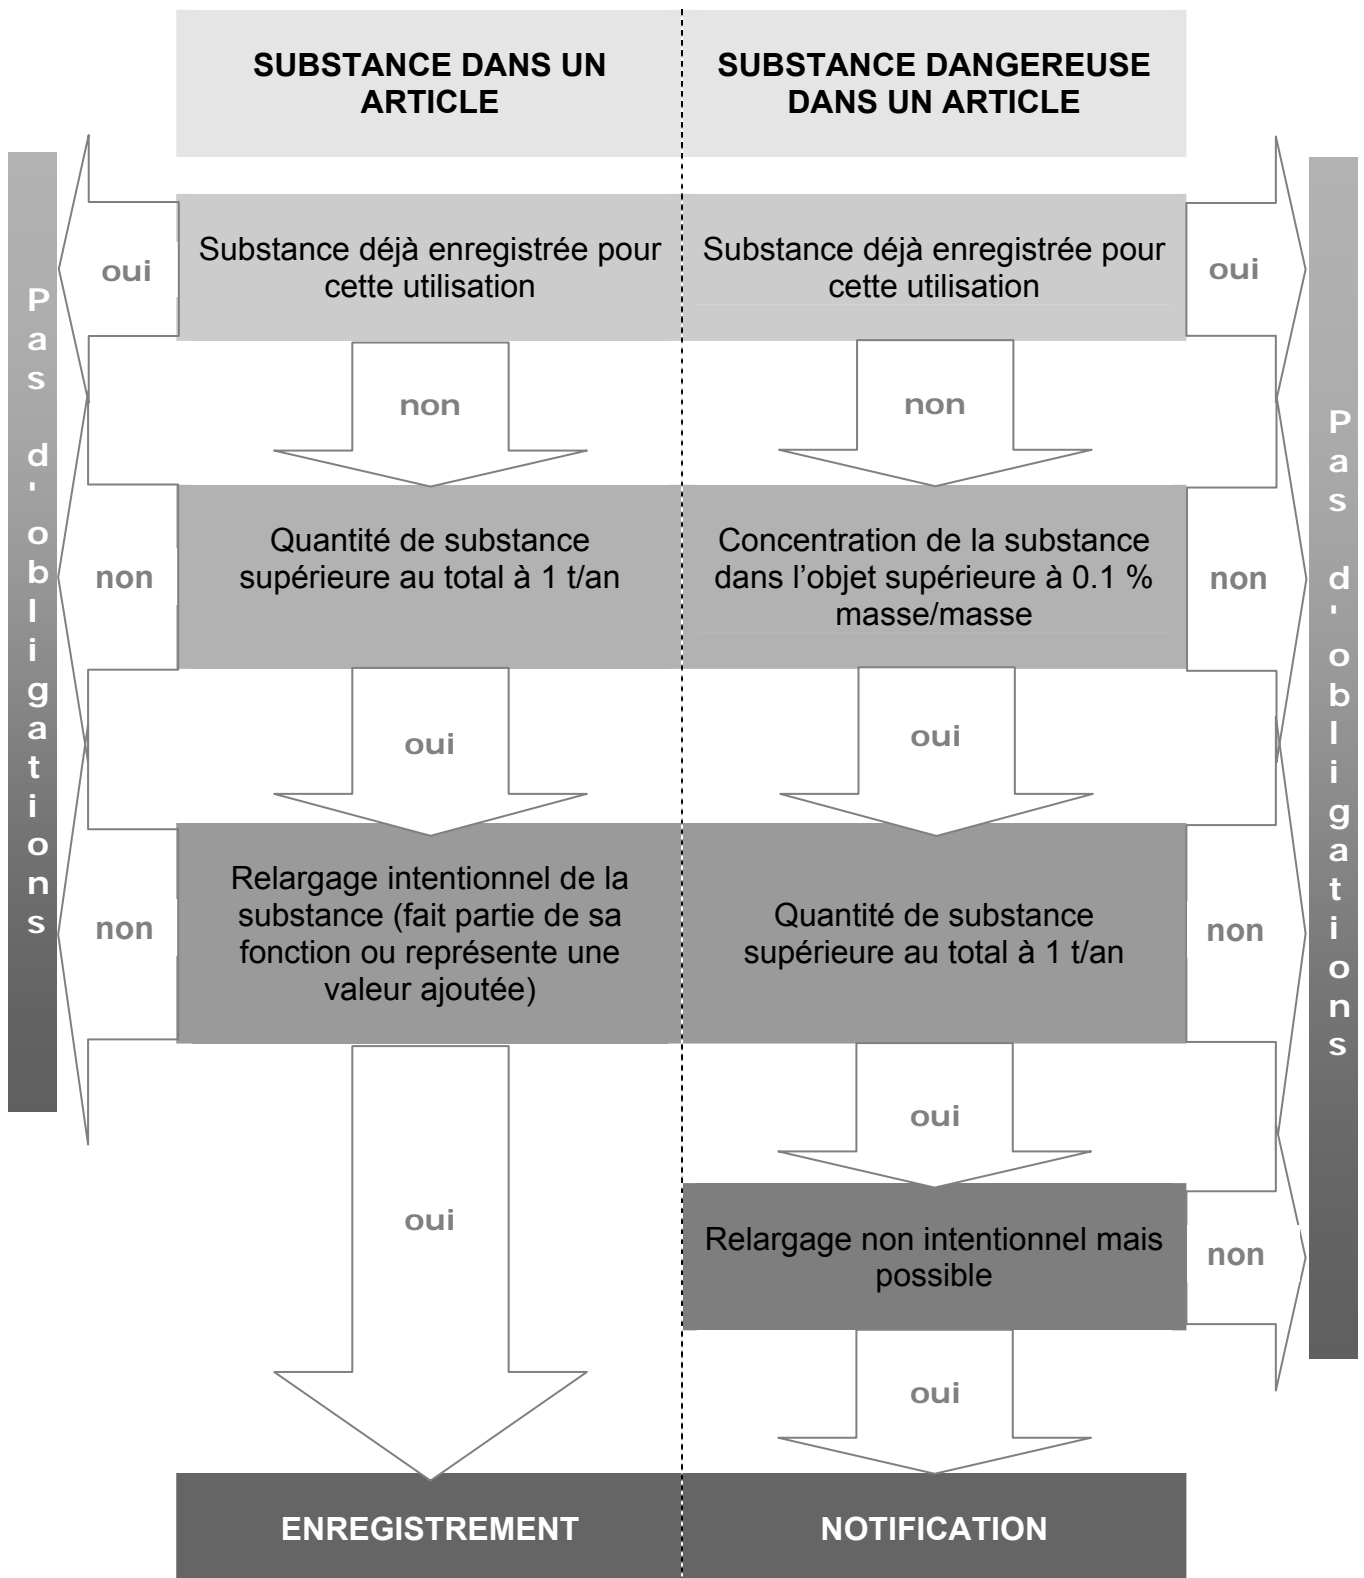 SUBSTANCE DANS UN
ARTICLE
SUBSTANCE DANGEREUSE
DANS UN ARTICLE
Pas d'obligations
oui
Substance déjà enregistrée pour
cette utilisation
Substance déjà enregistrée pour
cette utilisation
oui
Pas d'obligations
non
non
non
Quantité de substance
supérieure au total à 1 t/an
Concentration de la substance
dans l’objet supérieure à 0.1 %
masse/masse
non
oui
oui
non
Relargage intentionnel de la
substance (fait partie de sa
fonction ou représente une
valeur ajoutée)
Quantité de substance
supérieure au total à 1 t/an
non
oui
oui
Relargage non intentionnel mais
possible
non
oui
ENREGISTREMENT
NOTIFICATION